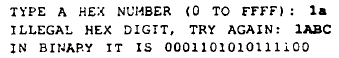 TYPE A HEX NUMBER (0 TO FFFF): 1a
ILLEGAL HEX DIGIT, TRY AGAIN: 1ABC
IN BINARY IT IS 0001101010111100